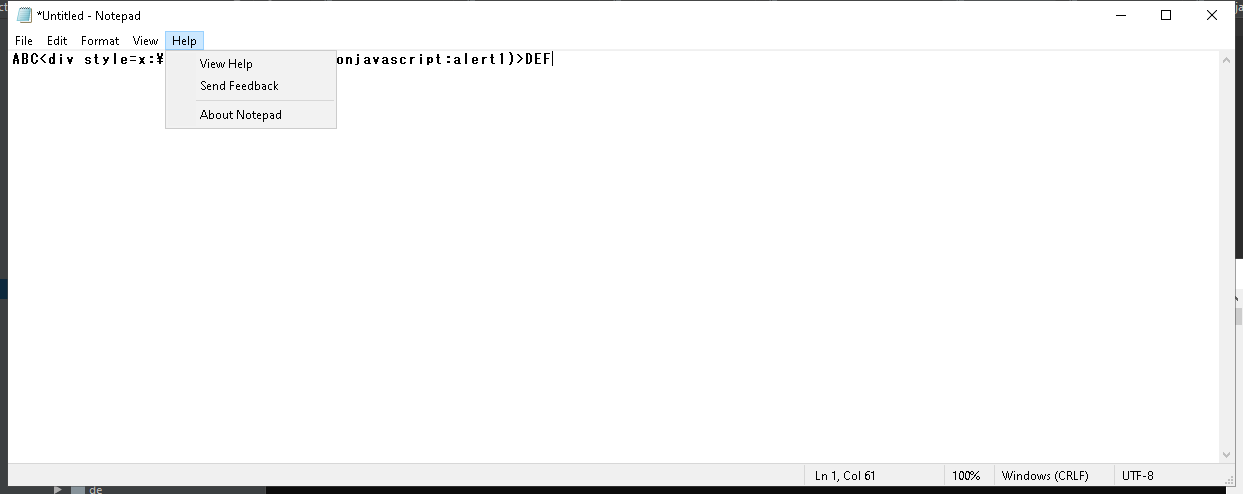 *Untitled - Notepad
File Edit Format View Help
ABC<div style=x:¥ onjavascript:alert1)>DEF
View Help
Send Feedback
About Notepad
Ln 1, Col 61 100% Windows (CRLF) UTF-8
de